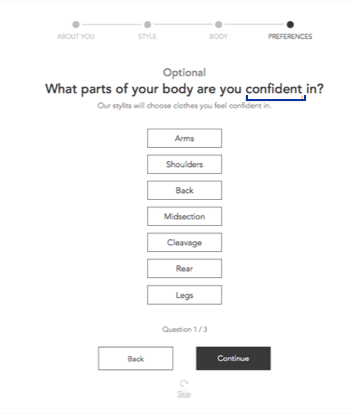 ABOUT YOU STYLE BODY PREFERENCES
Optional
What parts of your body are you confident in?
Our stylits will choose clothes you feel confident in.
Arms
Shoulders
Back
Midsection
Cleavage
Rear
Legs
Question 1 / 3
Back Continue
Skip